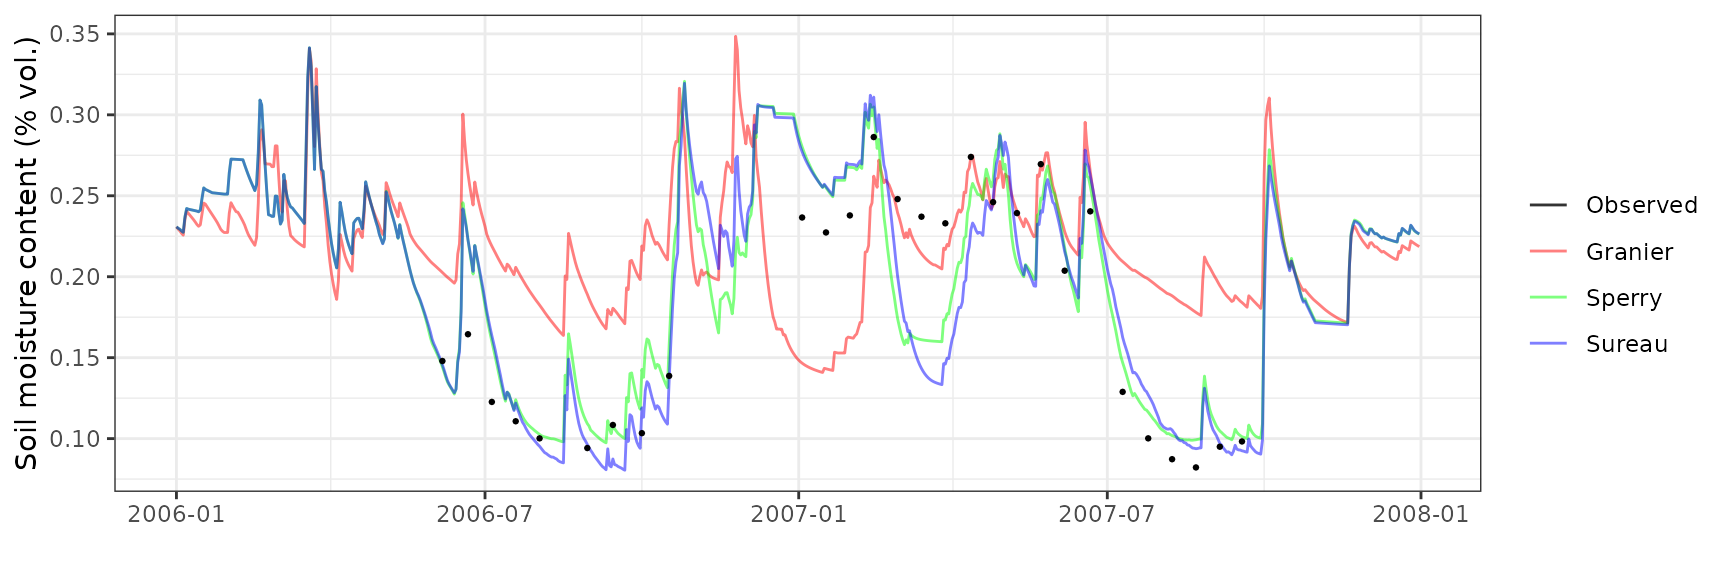 Soil moisture content (% vol.)
0.35
0.30
0.25
0.20
0.15
0.10
2006-01
2006-07
2007-01
2007-07
2008-01
Observed
Granier
Sperry
Sureau